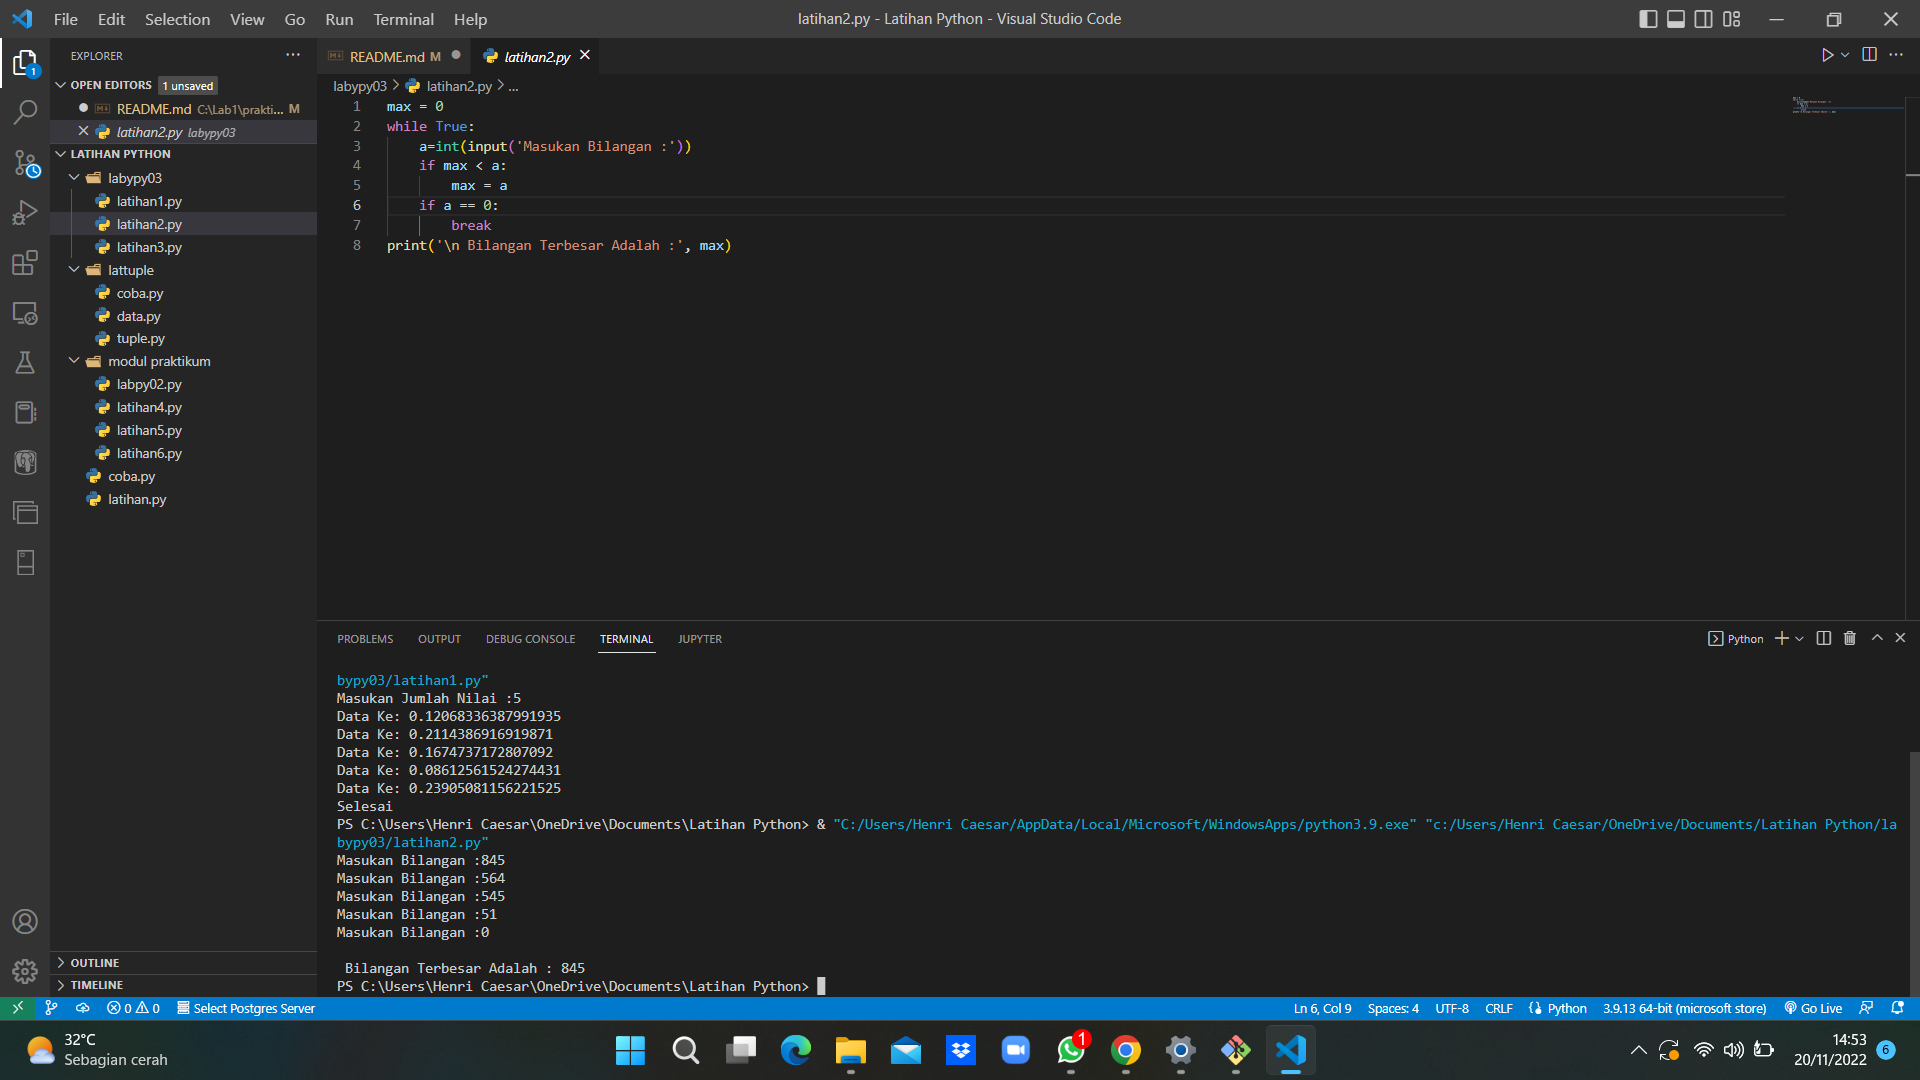 File Edit Selection View Go Run Terminal Help
latihan2.py - Latihan Python - Visual Studio Code
EXPLORER
OPEN EDITORS 1 unsaved
README.md C:\Lab1\prakti... M
latihan2.py labypy03
LATIHAN PYTHON
labypy03
latihan1.py
latihan2.py
latihan3.py
lattuple
coba.py
data.py
tuple.py
modul praktikum
labpy02.py
latihan4.py
latihan5.py
latihan6.py
coba.py
latihan.py
OUTLINE
TIMELINE
README.md M
latihan2.py
labypy03 > latihan2.py > ...
1 max = 0
2 while True:
3     a=int(input('Masukan Bilangan :'))
4     if max < a:
5         max = a
6     if a == 0:
7         break
8 print('\n Bilangan Terbesar Adalah :', max)
PROBLEMS OUTPUT DEBUG CONSOLE TERMINAL JUPYTER
Python
bypy03/latihan1.py"
Masukan Jumlah Nilai :5
Data Ke: 0.12068336387991935
Data Ke: 0.2114386916919871
Data Ke: 0.1674737172807092
Data Ke: 0.08612561524274431
Data Ke: 0.23905081156221525
Selesai
PS C:\Users\Henri Caesar\OneDrive\Documents\Latihan Python> & "C:/Users/Henri Caesar/AppData/Local/Microsoft/WindowsApps/python3.9.exe" "c:/Users/Henri Caesar/OneDrive/Documents/Latihan Python/la
bypy03/latihan2.py"
Masukan Bilangan :845
Masukan Bilangan :564
Masukan Bilangan :545
Masukan Bilangan :51
Masukan Bilangan :0
Bilangan Terbesar Adalah : 845
PS C:\Users\Henri Caesar\OneDrive\Documents\Latihan Python>
0 0 Select Postgres Server
Ln 6, Col 9 Spaces: 4 UTF-8 CRLF Python 3.9.13 64-bit (microsoft store) Go Live
32°C
Sebagian cerah
1
1
14:53
20/11/2022
6